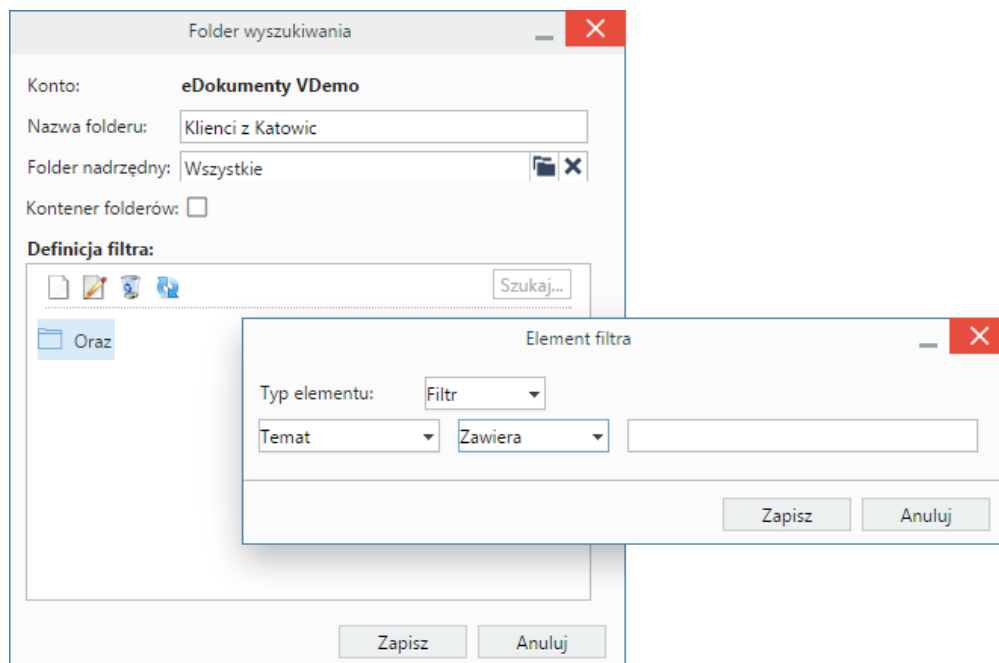 Folder wyszukiwania
Konto: eDokumenty VDemo
Nazwa folderu: Klienci z Katowic
Folder nadrzędny: Wszystkie
Kontener folderów:
Definicja filtra:
Szukaj...
Oraz
Element filtra
Typ elementu: Filtr
Temat Zawiera
Zapisz Anuluj
Zapisz Anuluj